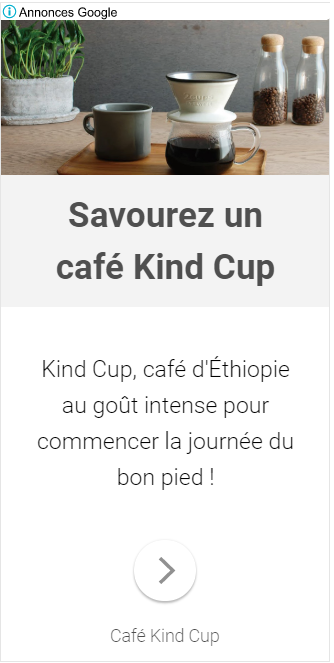 Annonces Google
Savourez un
café Kind Cup
Kind Cup, café d'Éthiopie
au goût intense pour
commencer la journée du
bon pied !
Café Kind Cup